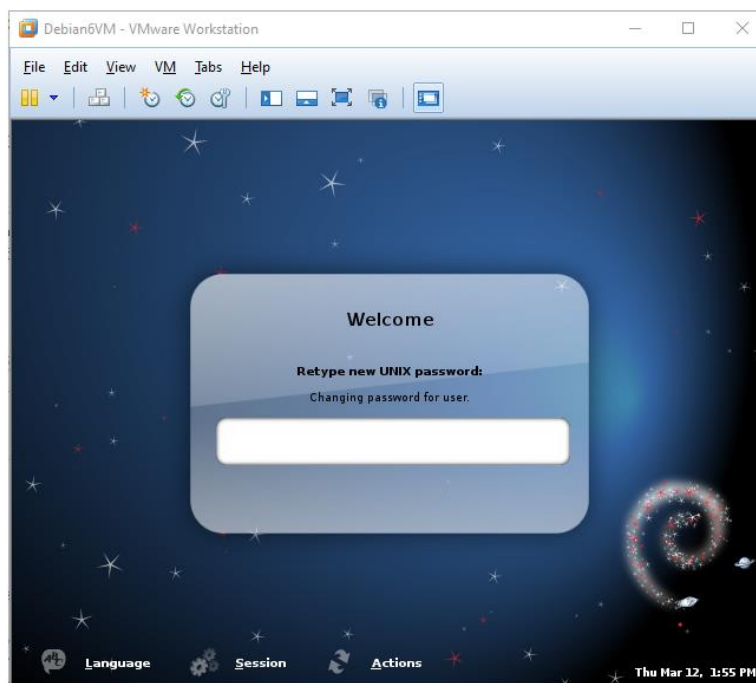 Debian6VM - VMware Workstation
File Edit View VM Tabs Help
Welcome
Retype new UNIX password:
Changing password for user.
Language Session Actions Thu Mar 12, 1:55 PM